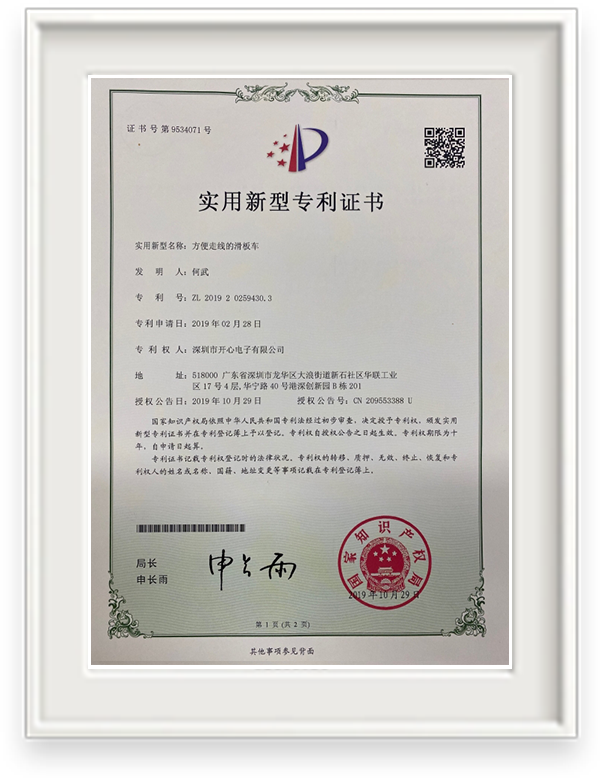 证书号第9534071号
实用新型专利证书
实用新型名称：方便走线的滑板车
发 明 人：何武
专 利 号：ZL 2019 2 0259430.3
专利申请日：2019年02月28日
专 利 权 人：深圳市开心电子有限公司
地 址：518000 广东省深圳市龙华区大浪街道新石社区华联工业
区17号4层,华宁路40号港深创新园B栋201
授权公告日：2019年10月29日 授权公告号：CN 209553388 U
国家知识产权局依照中华人民共和国专利法经过初步审查，决定授予专利权，颁发实用
新型专利证书并在专利登记簿上予以登记。专利权自授权公告之日起生效。专利权期限为十
年，自申请日起算。
专利证书记载专利权登记时的法律状况。专利权的转移、质押、无效、终止、恢复和专
利权人的姓名或名称、国籍、地址变更等事项记载在专利登记簿上。
局长
申长雨
申长雨
国家知识产权局
2019年10月29日
第 1 页 (共 2 页)
其他事项参见背面